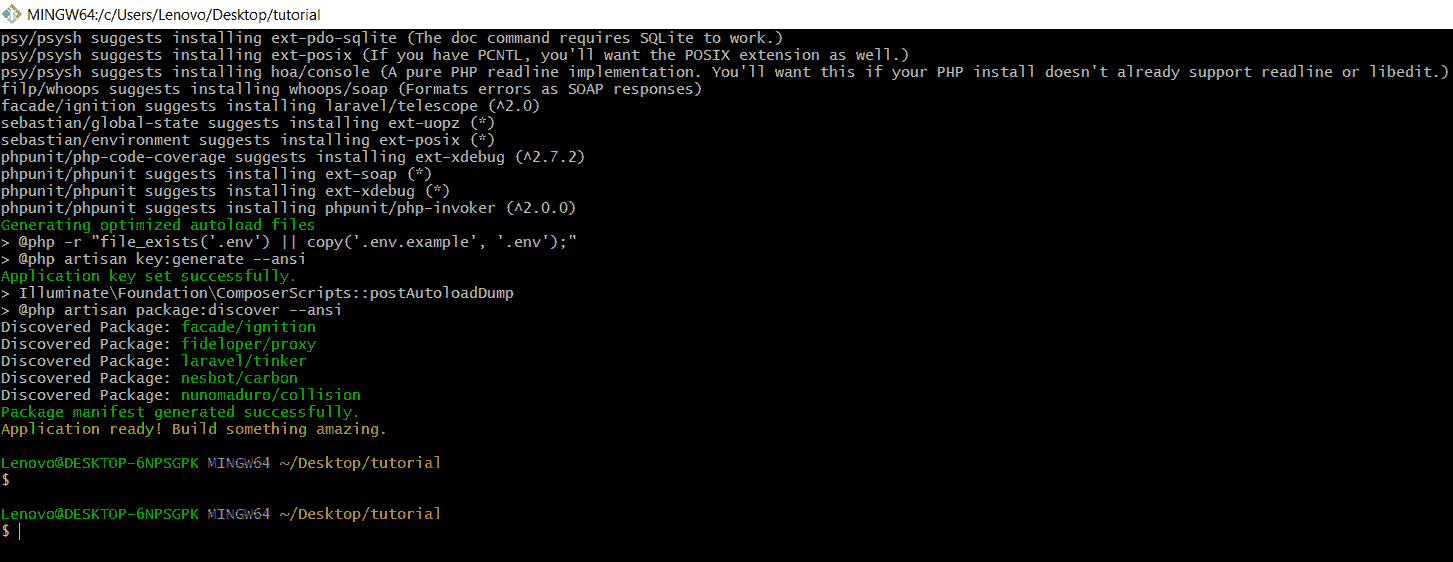 MINGW64:/c/Users/Lenovo/Desktop/tutorial
psy/psysh suggests installing ext-pdo-sqlite (The doc command requires SQLite to work.)
psy/psysh suggests installing ext-posix (If you have PCNTL, you'll want the POSIX extension as well.)
psy/psysh suggests installing hoa/console (A pure PHP readline implementation. You'll want this if your PHP install doesn't already support readline or libedit.)
filp/whoops suggests installing whoops/soap (Formats errors as SOAP responses)
facade/ignition suggests installing laravel/telescope (^2.0)
sebastian/global-state suggests installing ext-uopz (*)
sebastian/environment suggests installing ext-posix (*)
phpunit/php-code-coverage suggests installing ext-xdebug (^2.7.2)
phpunit/phpunit suggests installing ext-soap (*)
phpunit/phpunit suggests installing ext-xdebug (*)
phpunit/phpunit suggests installing phpunit/php-invoker (^2.0.0)
Generating optimized autoload files
> @php -r "file_exists('.env') || copy('.env.example', '.env');"
> @php artisan key:generate --ansi
Application key set successfully.
> Illuminate\Foundation\ComposerScripts::postAutoloadDump
> @php artisan package:discover --ansi
Discovered Package: facade/ignition
Discovered Package: fideloper/proxy
Discovered Package: laravel/tinker
Discovered Package: nesbot/carbon
Discovered Package: nunomaduro/collision
Package manifest generated successfully.
Application ready! Build something amazing.
Lenovo@DESKTOP-6NPSGPK MINGW64 ~/Desktop/tutorial
$
Lenovo@DESKTOP-6NPSGPK MINGW64 ~/Desktop/tutorial
$